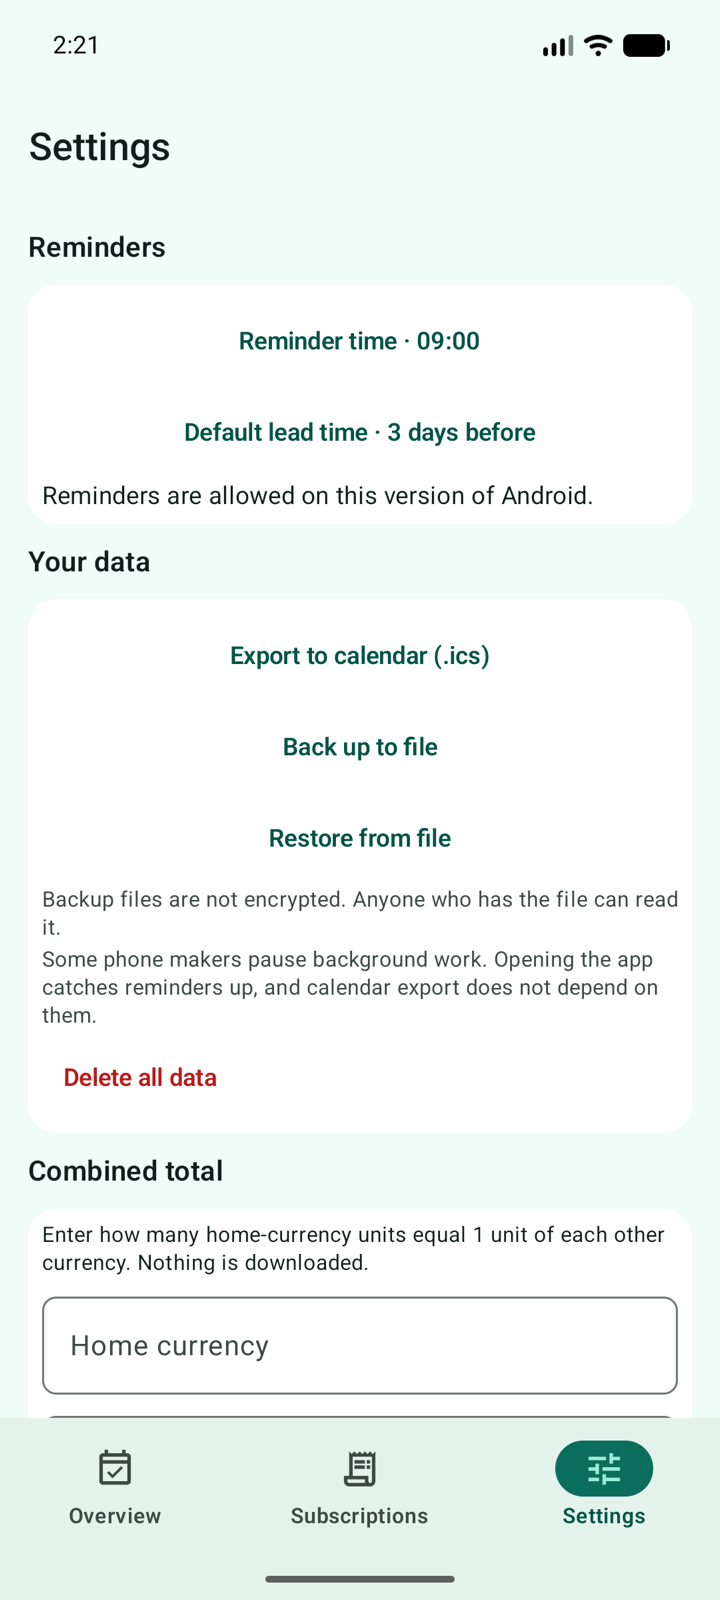 2:21
Settings
Reminders
Reminder time · 09:00
Default lead time · 3 days before
Reminders are allowed on this version of Android.
Your data
Export to calendar (.ics)
Back up to file
Restore from file
Backup files are not encrypted. Anyone who has the file can read
it.
Some phone makers pause background work. Opening the app
catches reminders up, and calendar export does not depend on
them.
Delete all data
Combined total
Enter how many home-currency units equal 1 unit of each other
currency. Nothing is downloaded.
Home currency
Overview
Subscriptions
Settings